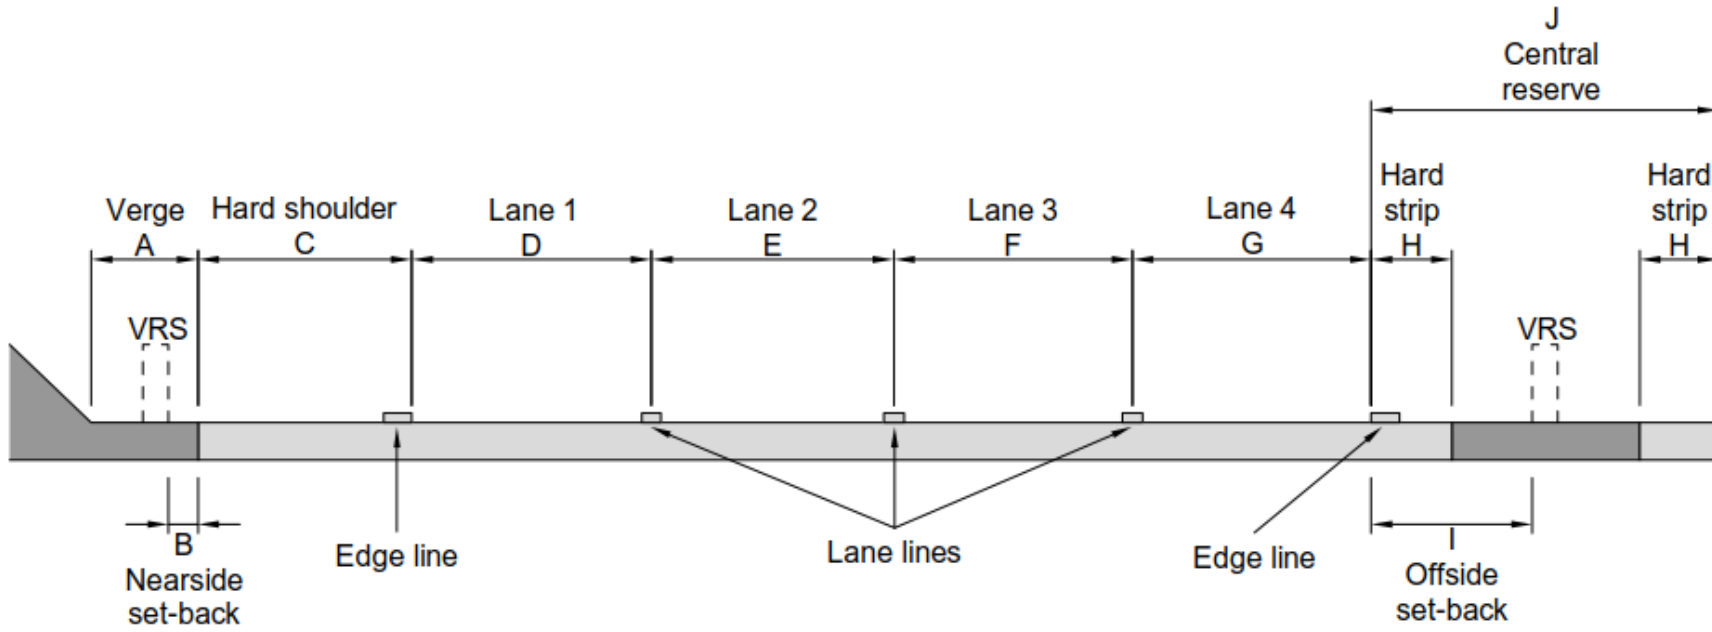 J
Central
reserve
Verge
A
Hard shoulder
C
Lane 1
D
Lane 2
E
Lane 3
F
Lane 4
G
Hard
strip
H
Hard
strip
H
VRS
VRS
B
Nearside
set-back
Edge line
Lane lines
Edge line
I
Offside
set-back